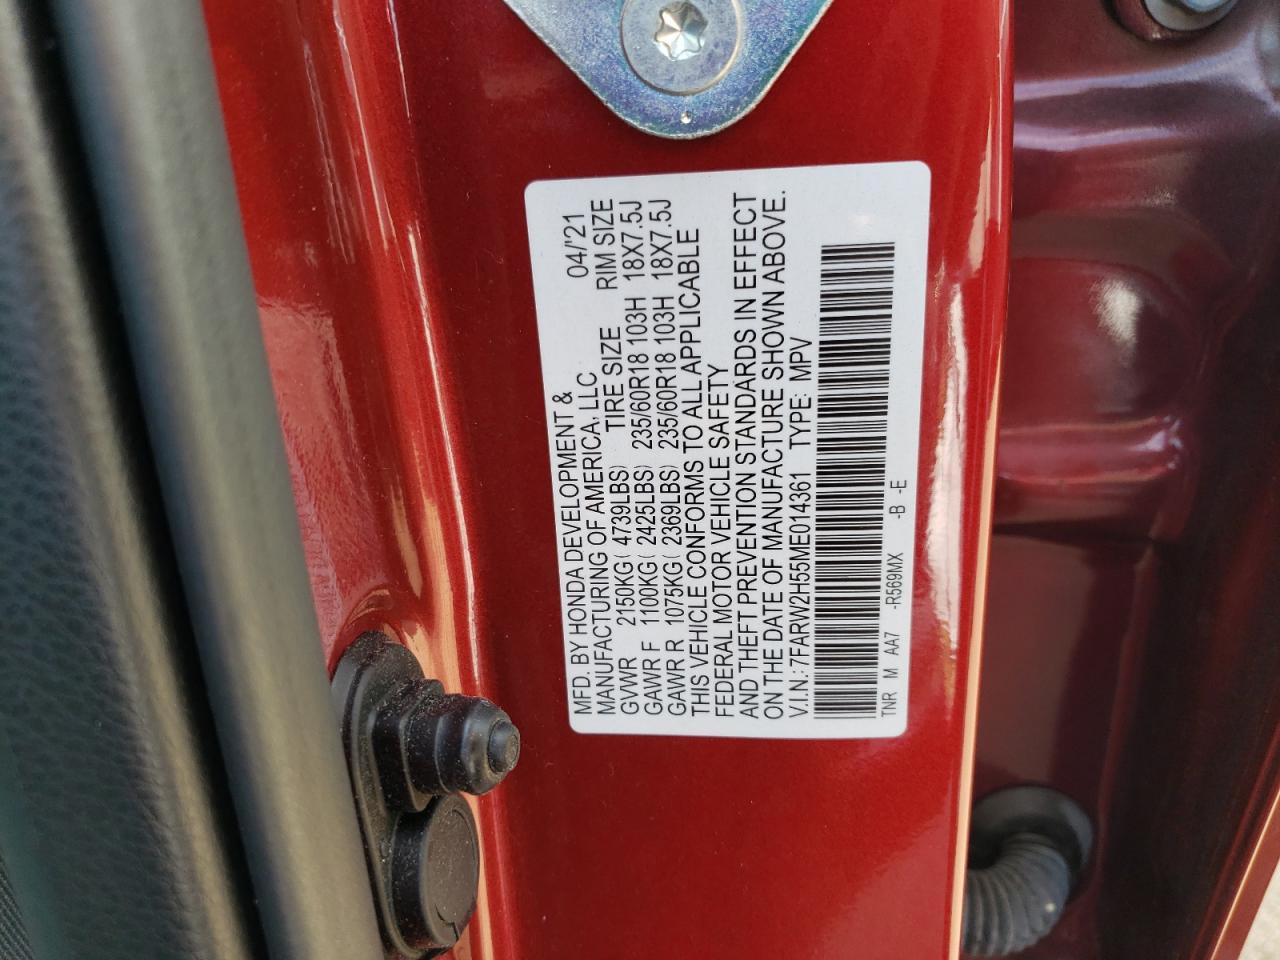 MFD. BY HONDA DEVELOPMENT & 04/'21
MANUFACTURING OF AMERICA, LLC
TIRE SIZE RIM SIZE
GVWR 2150KG( 4739LBS)
GAWR F 1100KG( 2425LBS) 235/60R18 103H 18X7.5J
GAWR R 1075KG( 2369LBS) 235/60R18 103H 18X7.5J
THIS VEHICLE CONFORMS TO ALL APPLICABLE
FEDERAL MOTOR VEHICLE SAFETY
AND THEFT PREVENTION STANDARDS IN EFFECT
ON THE DATE OF MANUFACTURE SHOWN ABOVE.
V.I.N.:7FARW2H55ME014361 TYPE: MPV
TNR M AA7 -R569MX -B -E